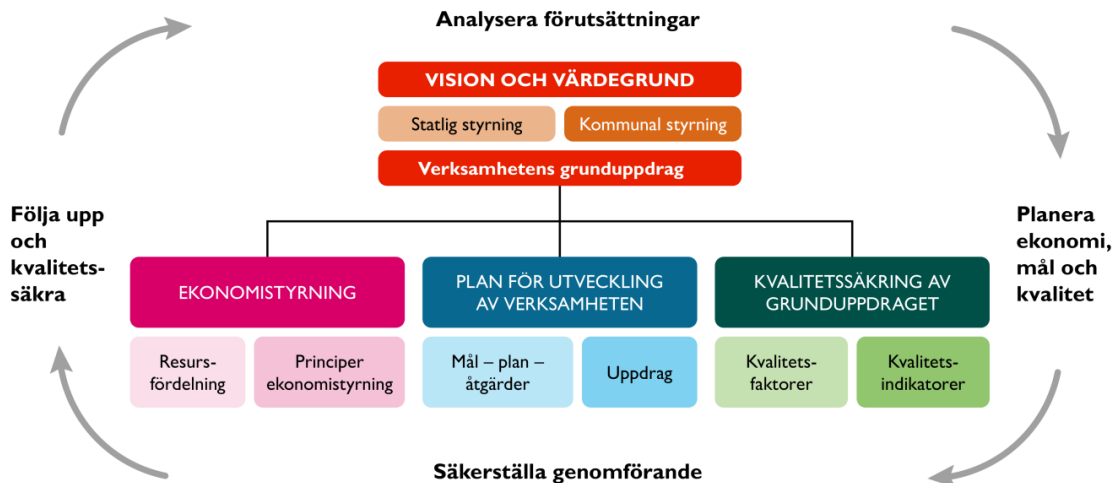 Analysera förutsättningar
VISION OCH VÄRDEGRUND
Statlig styrning
Kommunal styrning
Verksamhetens grunduppdrag
Följa upp
och
kvalitets-
säkra
Planera
ekonomi,
mål och
kvalitet
EKONOMISTYRNING
PLAN FÖR UTVECKLING
AV VERKSAMHETEN
KVALITETSSÄKRING AV
GRUNDUPPDRAGET
Resurs-
fördelning
Principer
ekonomistyrning
Mål – plan –
åtgärder
Uppdrag
Kvalitets-
faktorer
Kvalitets-
indikatorer
Säkerställa genomförande